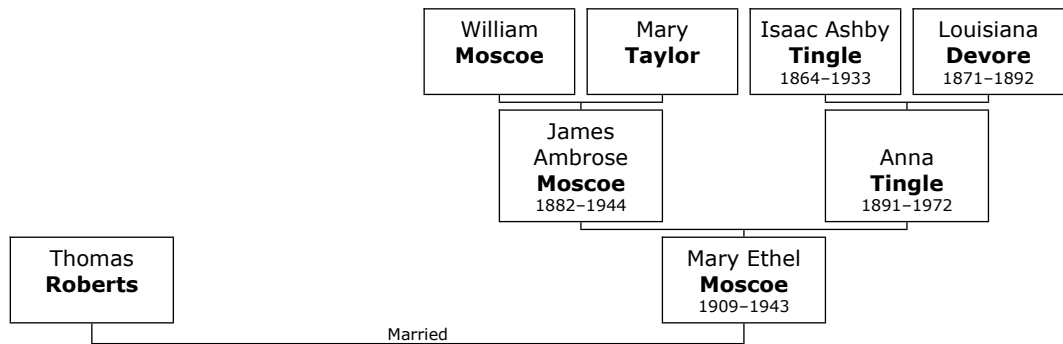 William
Moscoe
Mary
Taylor
Isaac Ashby
Tingle
1864–1933
Louisiana
Devore
1871–1892
James
Ambrose
Moscoe
1882–1944
Anna
Tingle
1891–1972
Thomas
Roberts
Mary Ethel
Moscoe
1909–1943
Married